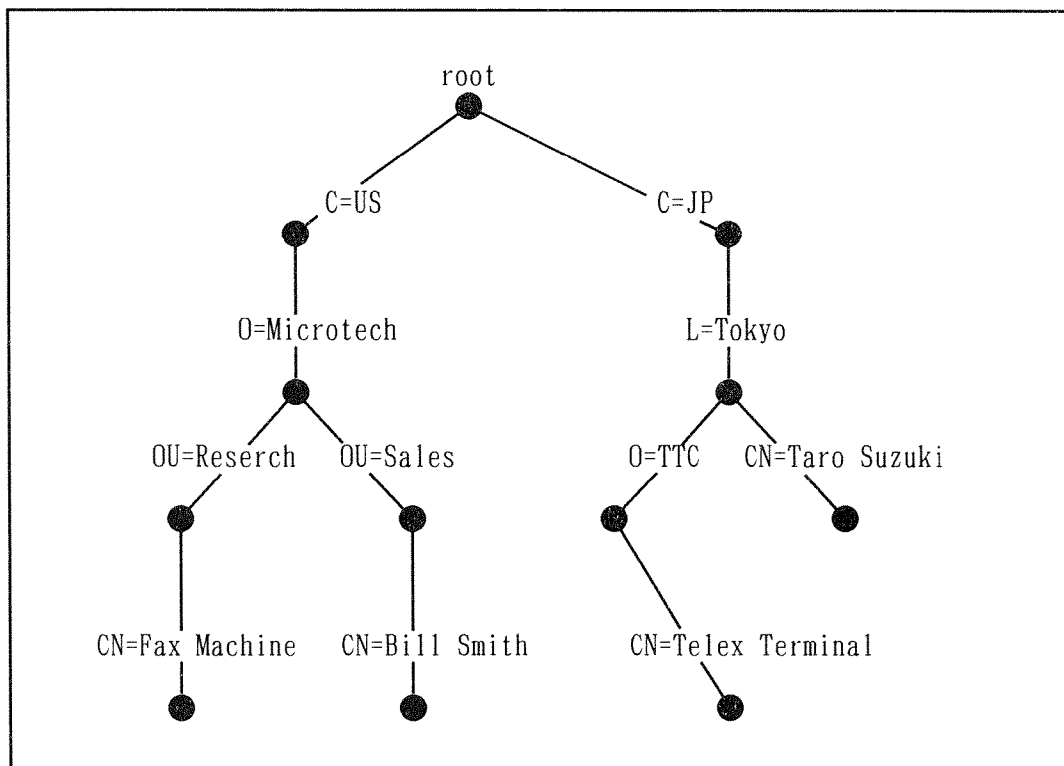 root
C=US C=JP
O=Microtech L=Tokyo
OU=Reserch OU=Sales O=TTC CN=Taro Suzuki
CN=Fax Machine CN=Bill Smith CN=Telex Terminal